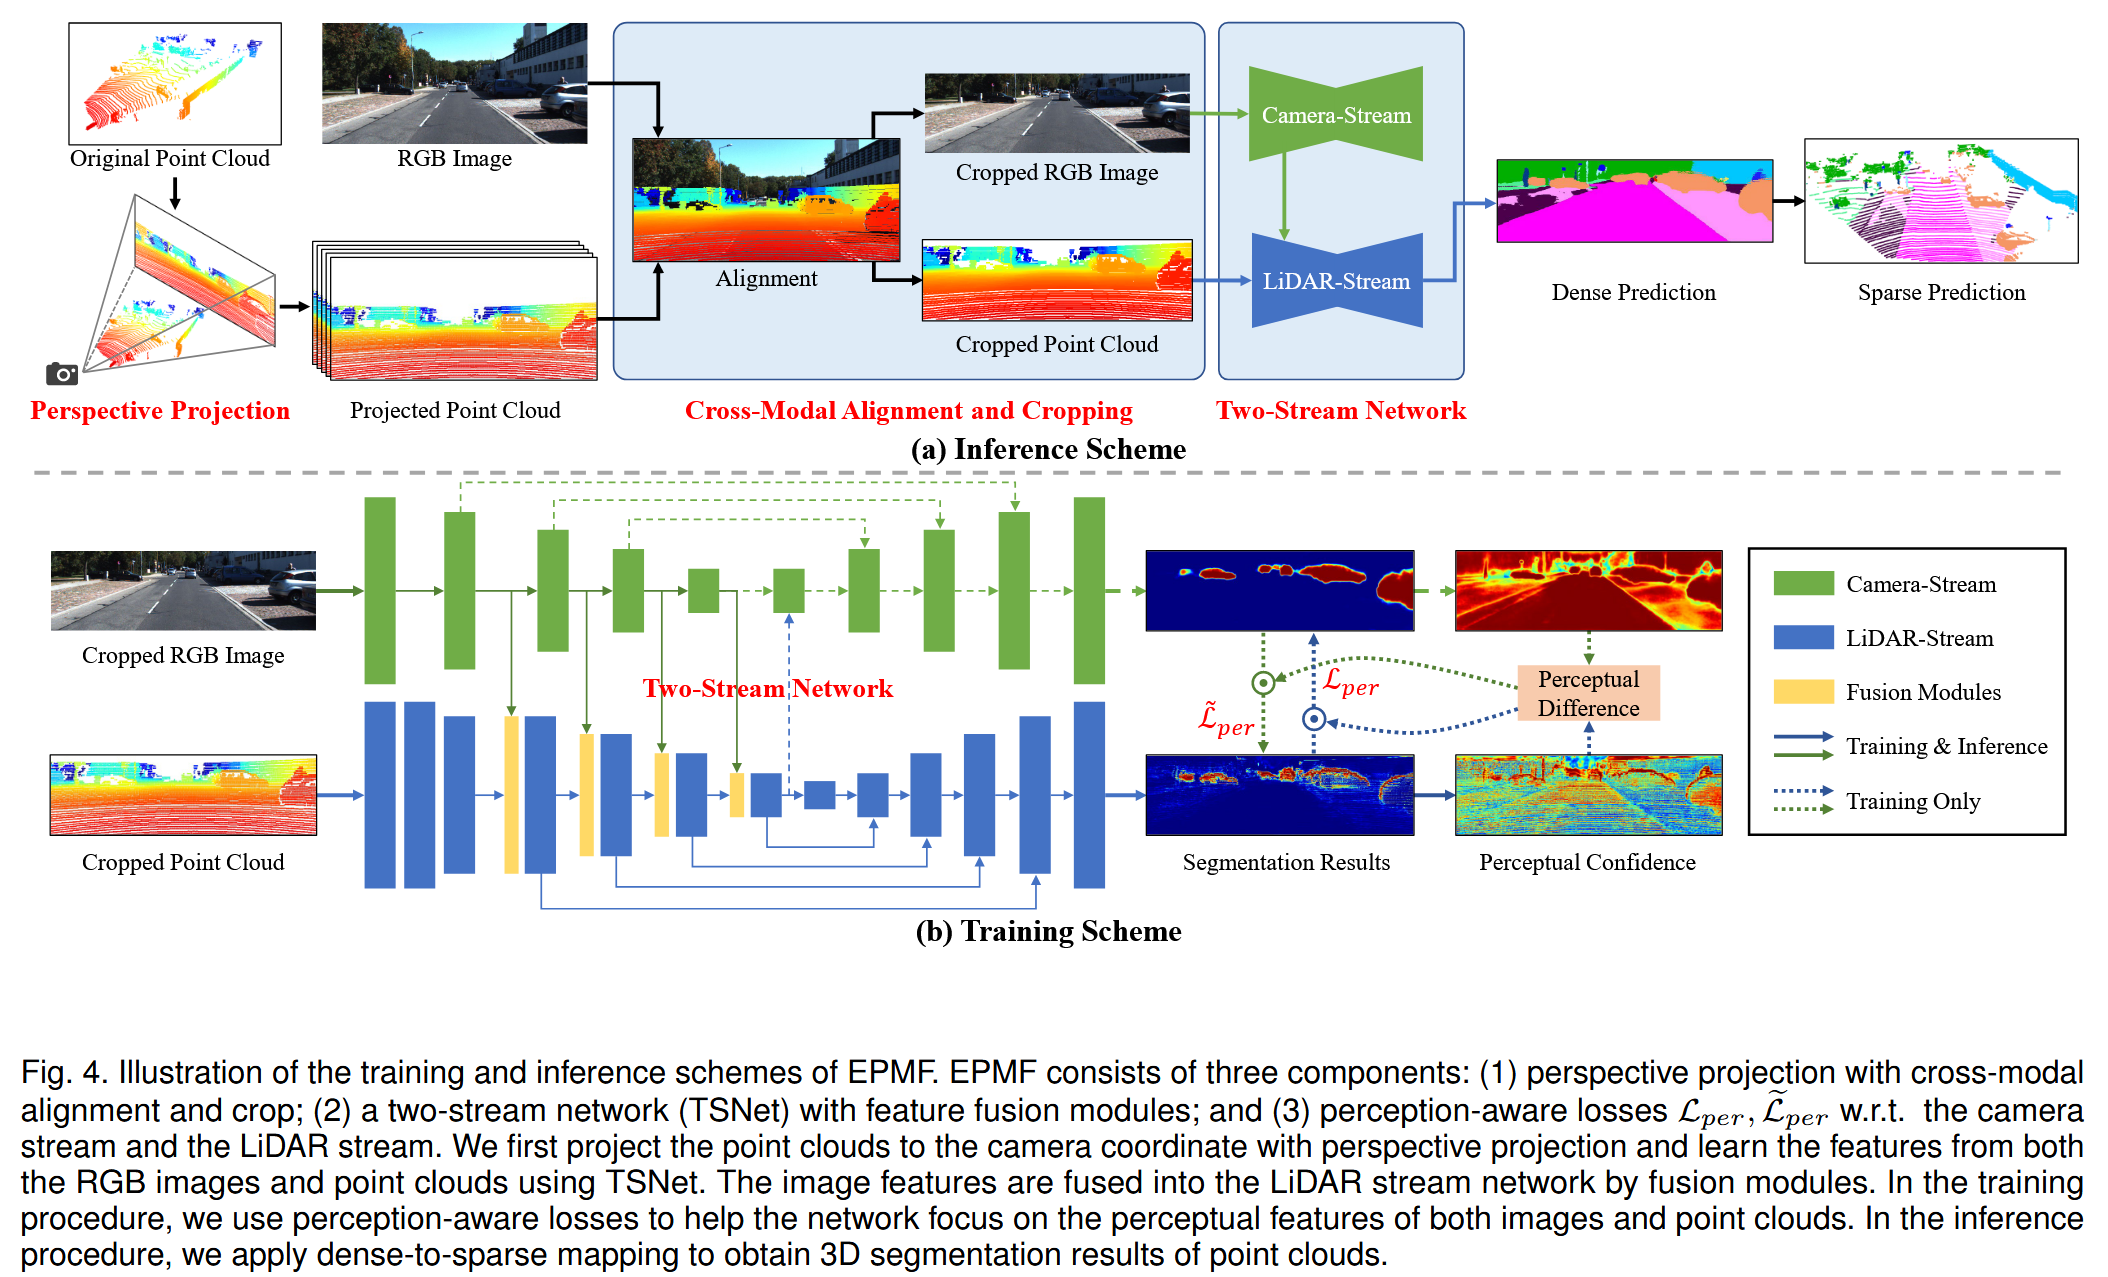 Original Point Cloud
RGB Image
Perspective Projection
Projected Point Cloud
Alignment
Cropped RGB Image
Cropped Point Cloud
Cross-Modal Alignment and Cropping
Camera-Stream
LiDAR-Stream
Two-Stream Network
Dense Prediction
Sparse Prediction
(a) Inference Scheme
Cropped RGB Image
Cropped Point Cloud
Two-Stream Network
ℒ̃per
ℒper
Perceptual
Difference
Segmentation Results
Perceptual Confidence
Camera-Stream
LiDAR-Stream
Fusion Modules
Training & Inference
Training Only
(b) Training Scheme
Fig. 4. Illustration of the training and inference schemes of EPMF. EPMF consists of three components: (1) perspective projection with cross-modal
alignment and crop; (2) a two-stream network (TSNet) with feature fusion modules; and (3) perception-aware losses ℒper, ℒ̃per w.r.t. the camera
stream and the LiDAR stream. We first project the point clouds to the camera coordinate with perspective projection and learn the features from both
the RGB images and point clouds using TSNet. The image features are fused into the LiDAR stream network by fusion modules. In the training
procedure, we use perception-aware losses to help the network focus on the perceptual features of both images and point clouds. In the inference
procedure, we apply dense-to-sparse mapping to obtain 3D segmentation results of point clouds.